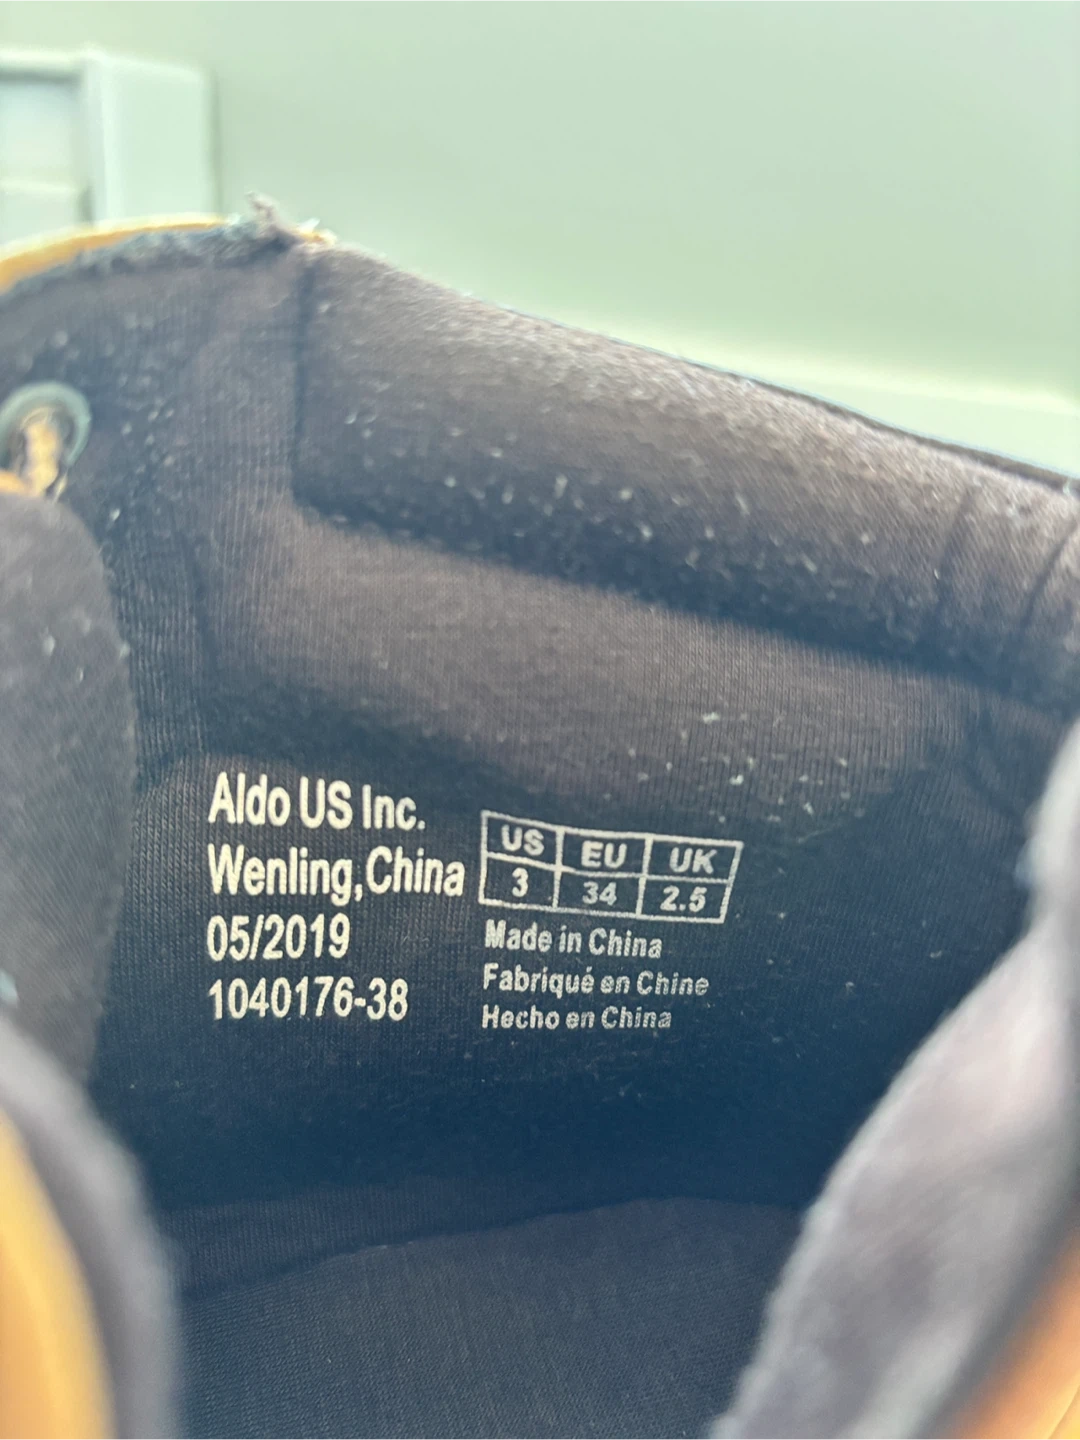 Aldo US Inc.
Wenling,China
05/2019
1040176-38
US EU UK
3 34 2.5
Made in China
Fabriqué en Chine
Hecho en China